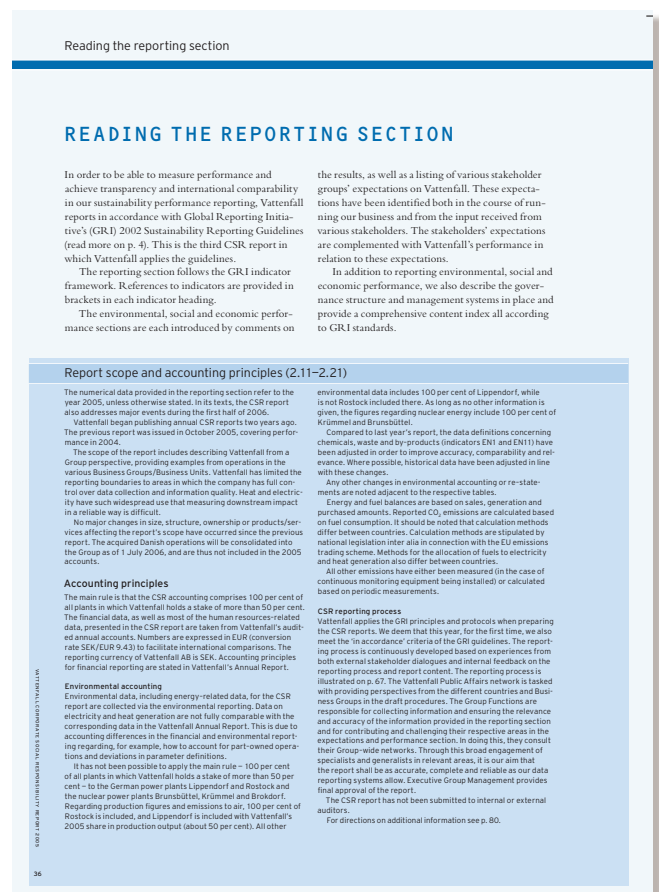 Reading the reporting section
READING THE REPORTING SECTION
In order to be able to measure performance and
achieve transparency and international comparability
in our sustainability performance reporting, Vattenfall
reports in accordance with Global Reporting Initia-
tive's (GRI) 2002 Sustainability Reporting Guidelines
(read more on p. 4). This is the third CSR report in
which Vattenfall applies the guidelines.
The reporting section follows the GRI indicator
framework. References to indicators are provided in
brackets in each indicator heading.
The environmental, social and economic perfor-
mance sections are each introduced by comments on
the results, as well as a listing of various stakeholder
groups' expectations on Vattenfall. These expecta-
tions have been identified both in the course of run-
ning our business and from the input received from
various stakeholders. The stakeholders' expectations
are complemented with Vattenfall's performance in
relation to these expectations.
In addition to reporting environmental, social and
economic performance, we also describe the gover-
nance structure and management systems in place and
provide a comprehensive content index all according
to GRI standards.
Report scope and accounting principles (2.11–2.21)
The numerical data provided in the reporting section refer to the
year 2005, unless otherwise stated. In its texts, the CSR report
also addresses major events during the first half of 2006.
Vattenfall began publishing annual CSR reports two years ago.
The previous report was issued in October 2005, covering perfor-
mance in 2004.
The scope of the report includes describing Vattenfall from a
Group perspective, providing examples from operations in the
various Business Groups/Business Units. Vattenfall has limited the
reporting boundaries to areas in which the company has full con-
trol over data collection and information quality. Heat and electric-
ity have such widespread use that measuring downstream impact
in a reliable way is difficult.
No major changes in size, structure, ownership or products/ser-
vices affecting the report's scope have occurred since the previous
report. The acquired Danish operations will be consolidated into
the Group as of 1 July 2006, and are thus not included in the 2005
accounts.
Accounting principles
The main rule is that the CSR accounting comprises 100 per cent of
all plants in which Vattenfall holds a stake of more than 50 per cent.
The financial data, as well as most of the human resources-related
data, presented in the CSR report are taken from Vattenfall's audit-
ed annual accounts. Numbers are expressed in EUR (conversion
rate SEK/EUR 9.43) to facilitate international comparisons. The
reporting currency of Vattenfall AB is SEK. Accounting principles
for financial reporting are stated in Vattenfall's Annual Report.
Environmental accounting
Environmental data, including energy-related data, for the CSR
report are collected via the environmental reporting. Data on
electricity and heat generation are not fully comparable with the
corresponding data in the Vattenfall Annual Report. This is due to
accounting differences in the financial and environmental report-
ing regarding, for example, how to account for part-owned opera-
tions and deviations in parameter definitions.
It has not been possible to apply the main rule – 100 per cent
of all plants in which Vattenfall holds a stake of more than 50 per
cent – to the German power plants Lippendorf and Rostock and
the nuclear power plants Brunsbüttel, Krümmel and Brokdorf.
Regarding production figures and emissions to air, 100 per cent of
Rostock is included, and Lippendorf is included with Vattenfall's
2005 share in production output (about 50 per cent). All other
environmental data includes 100 per cent of Lippendorf, while
is not Rostock included there. As long as no other information is
given, the figures regarding nuclear energy include 100 per cent of
Krümmel and Brunsbüttel.
Compared to last year's report, the data definitions concerning
chemicals, waste and by-products (indicators EN1 and EN11) have
been adjusted in order to improve accuracy, comparability and rel-
evance. Where possible, historical data have been adjusted in line
with these changes.
Any other changes in environmental accounting or re-state-
ments are noted adjacent to the respective tables.
Energy and fuel balances are based on sales, generation and
purchased amounts. Reported CO₂ emissions are calculated based
on fuel consumption. It should be noted that calculation methods
differ between countries. Calculation methods are stipulated by
national legislation inter alia in connection with the EU emissions
trading scheme. Methods for the allocation of fuels to electricity
and heat generation also differ between countries.
All other emissions have either been measured (in the case of
continuous monitoring equipment being installed) or calculated
based on periodic measurements.
CSR reporting process
Vattenfall applies the GRI principles and protocols when preparing
the CSR reports. We deem that this year, for the first time, we also
meet the 'in accordance' criteria of the GRI guidelines. The report-
ing process is continuously developed based on experiences from
both external stakeholder dialogues and internal feedback on the
reporting process and report content. The reporting process is
illustrated on p. 67. The Vattenfall Public Affairs network is tasked
with providing perspectives from the different countries and Busi-
ness Groups in the draft procedures. The Group Functions are
responsible for collecting information and ensuring the relevance
and accuracy of the information provided in the reporting section
and for contributing and challenging their respective areas in the
expectations and performance section. In doing this, they consult
their Group-wide networks. Through this broad engagement of
specialists and generalists in relevant areas, it is our aim that
the report shall be as accurate, complete and reliable as our data
reporting systems allow. Executive Group Management provides
final approval of the report.
The CSR report has not been submitted to internal or external
auditors.
For directions on additional information see p. 80.
VATTENFALL CORPORATE SOCIAL RESPONSIBILITY REPORT 2005
36